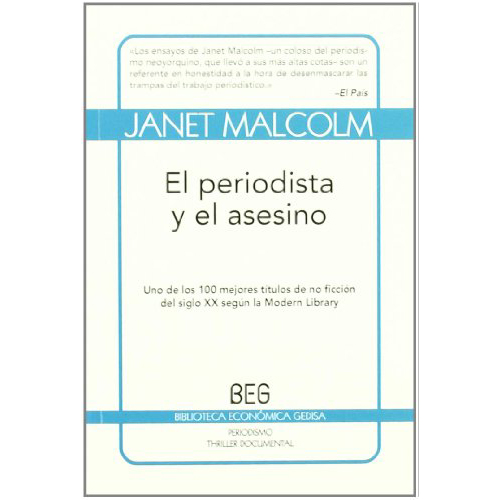 «Los ensayos de Janet Malcolm –un coloso del periodis-
mo neoyorquino, que llevó a sus más altas cotas– son un
referente en honestidad a la hora de desenmascarar las
trampas del trabajo periodístico.»
–El País
JANET MALCOLM
El periodista
y el asesino
Uno de los 100 mejores títulos de no ficción
del siglo XX según la Modern Library
BEG
BIBLIOTECA ECONÓMICA GEDISA
PERIODISMO
THRILLER DOCUMENTAL